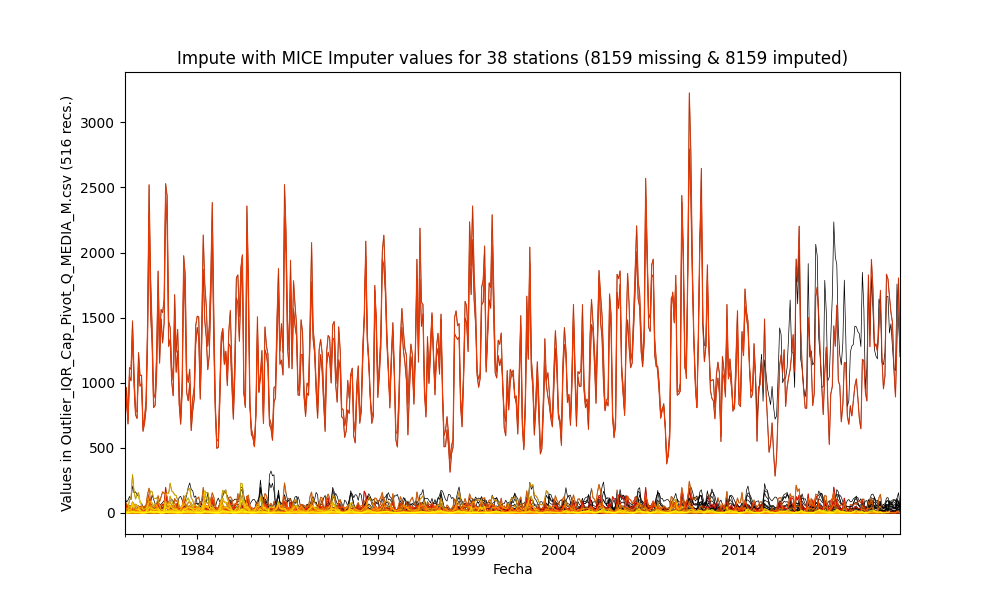 Impute with MICE Imputer values for 38 stations (8159 missing & 8159 imputed)
Values in Outlier_IQR_Cap_Pivot_Q_MEDIA_M.csv (516 recs.)
3000
2500
2000
1500
1000
500
0
1984 1989 1994 1999 2004 2009 2014 2019
Fecha